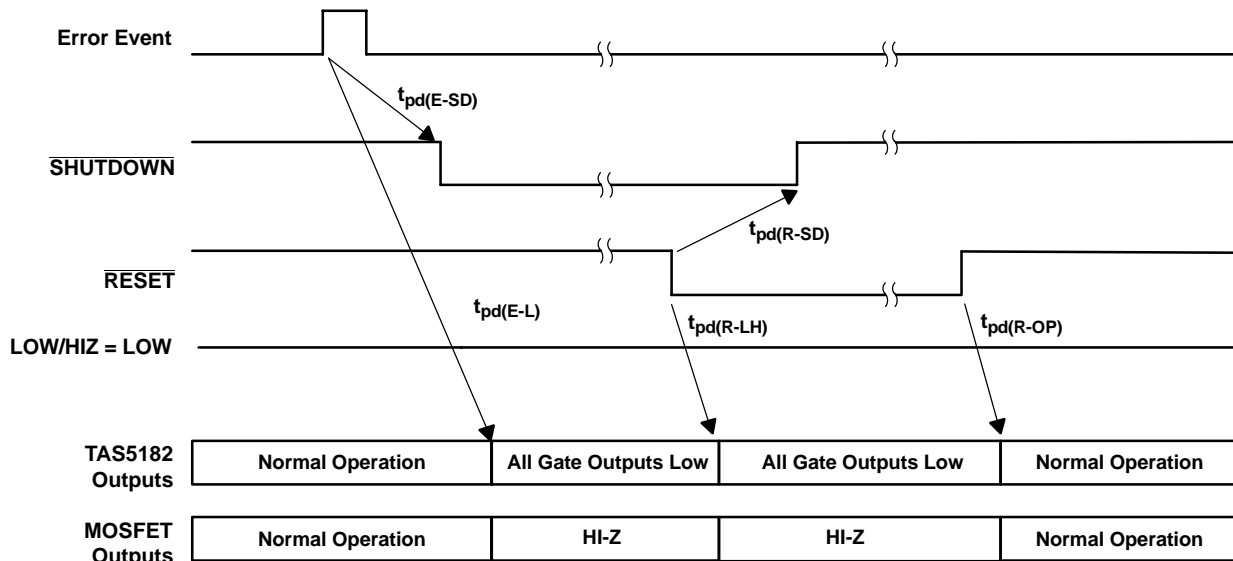 Error Event
tpd(E-SD)
SHUTDOWN
tpd(R-SD)
RESET
tpd(E-L)
tpd(R-LH)
tpd(R-OP)
LOW/HIZ = LOW
TAS5182
Outputs
Normal Operation
All Gate Outputs Low
All Gate Outputs Low
Normal Operation
MOSFET
Outputs
Normal Operation
HI-Z
HI-Z
Normal Operation